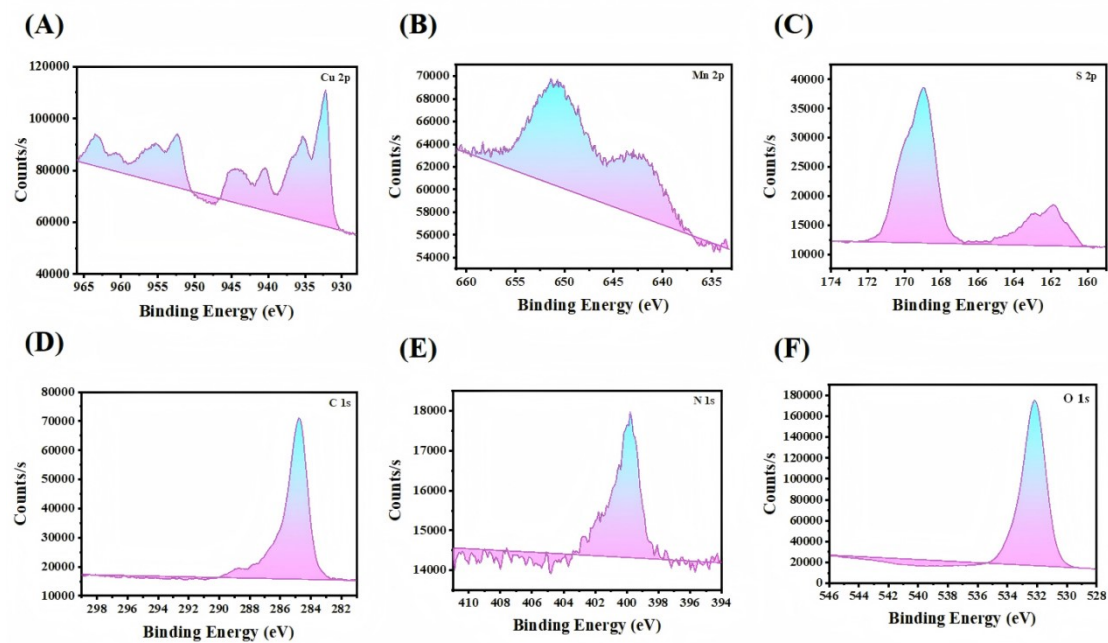 (A)
Cu 2p
Counts/s
120000
100000
80000
60000
40000
965 960 955 950 945 940 935 930
Binding Energy (eV)
(B)
Mn 2p
Counts/s
70000
68000
66000
64000
62000
60000
58000
56000
54000
660 655 650 645 640 635
Binding Energy (eV)
(C)
S 2p
Counts/s
40000
35000
30000
25000
20000
15000
10000
174 172 170 168 166 164 162 160
Binding Energy (eV)
(D)
C 1s
Counts/s
80000
70000
60000
50000
40000
30000
20000
10000
298 296 294 292 290 288 286 284 282
Binding Energy (eV)
(E)
N 1s
Counts/s
18000
17000
16000
15000
14000
410 408 406 404 402 400 398 396 394
Binding Energy (eV)
(F)
O 1s
Counts/s
180000
160000
140000
120000
100000
80000
60000
40000
20000
0
546 544 542 540 538 536 534 532 530 528
Binding Energy (eV)